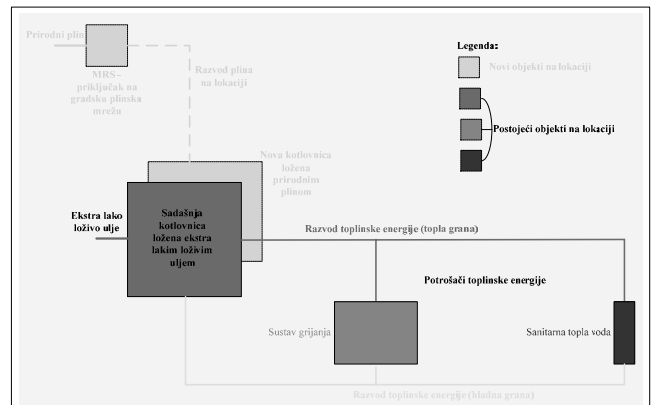 Prirodni plin
MRS-
priključak na
gradsku plinska
mrežu
Razvod plina
na lokaciji
Legenda:
Novi objekti na lokaciji
Postojeći objekti na lokaciji
Nova kotlovnica
ložena
prirodnim
plinom
Ekstra lako
loživo ulje
Sadašnja
kotlovnica
ložena ekstra
lakim loživim
uljem
Razvod toplinske energije (topla grana)
Potrošači toplinske energije
Sustav grijanja
Sanitarna topla voda
Razvod toplinske energije (hladna grana)